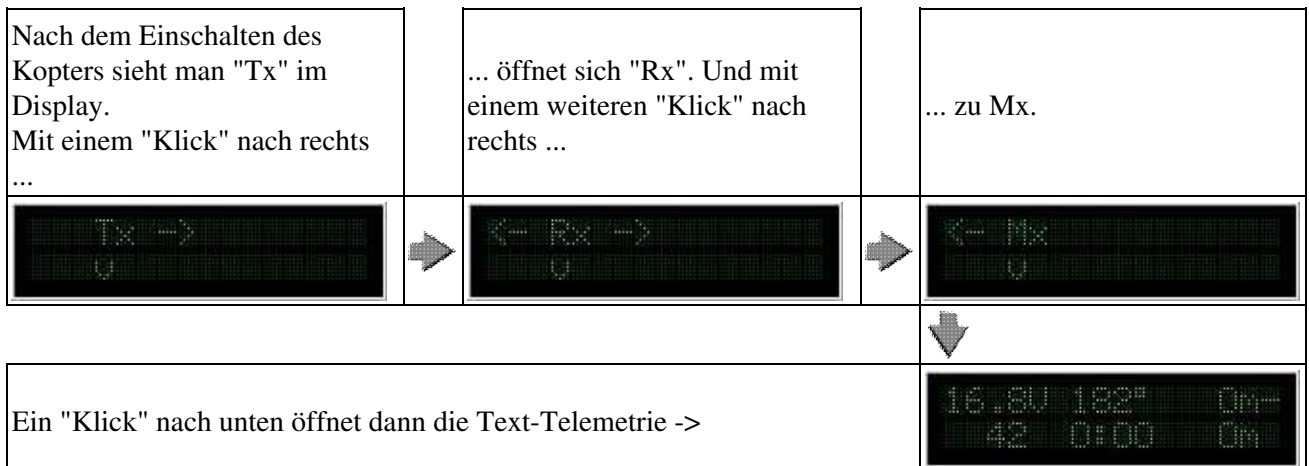 Nach dem Einschalten des
Kopters sieht man "Tx" im
Display.
Mit einem "Klick" nach rechts
...
... öffnet sich "Rx". Und mit
einem weiteren "Klick" nach
rechts ...
... zu Mx.
Tx ->
v
<- Rx ->
v
<- Mx
v
Ein "Klick" nach unten öffnet dann die Text-Telemetrie ->
16.8V 182° 0m-
42 0:00 0m